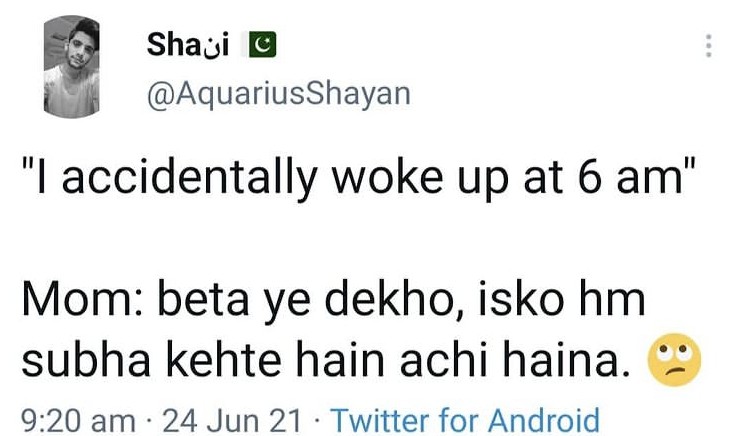 Shaنi 🇵🇰
@AquariusShayan
"I accidentally woke up at 6 am"
Mom: beta ye dekho, isko hm
subha kehte hain achi haina. 🙄
9:20 am · 24 Jun 21 · Twitter for Android